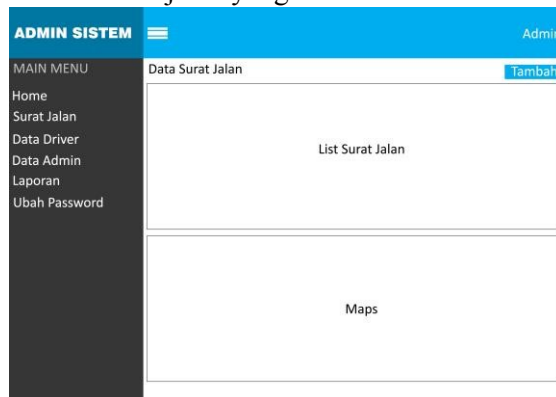 ADMIN SISTEM
Admin
MAIN MENU
Data Surat Jalan
Tambah
Home
Surat Jalan
Data Driver
Data Admin
Laporan
Ubah Password
List Surat Jalan
Maps